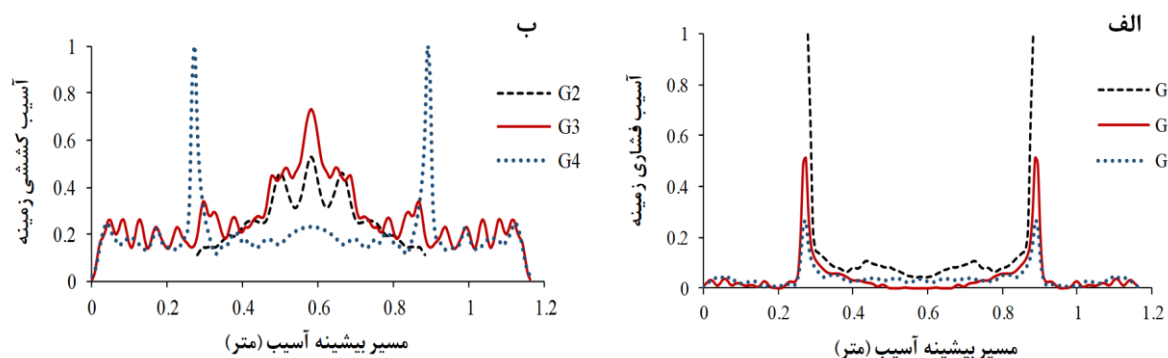 الف
آسیب فشاری زمینه
1
0.8
0.6
0.4
0.2
0
0 0.2 0.4 0.6 0.8 1 1.2
G
G
G
مسیر بیشینه آسیب (متر)
ب
آسیب کششی زمینه
1
0.8
0.6
0.4
0.2
0
0 0.2 0.4 0.6 0.8 1 1.2
G2
G3
G4
مسیر بیشینه آسیب (متر)